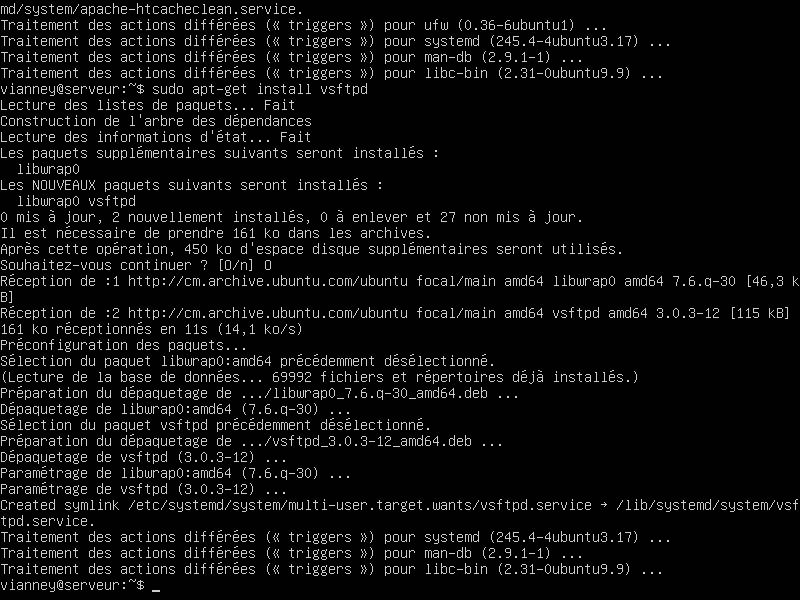 md/system/apache-htcacheclean.service.
Traitement des actions différées (« triggers ») pour ufw (0.36-6ubuntu1) ...
Traitement des actions différées (« triggers ») pour systemd (245.4-4ubuntu3.17) ...
Traitement des actions différées (« triggers ») pour man-db (2.9.1-1) ...
Traitement des actions différées (« triggers ») pour libc-bin (2.31-0ubuntu9.9) ...
vianney@serveur:~$ sudo apt-get install vsftpd
Lecture des listes de paquets... Fait
Construction de l'arbre des dépendances
Lecture des informations d'état... Fait
Les paquets supplémentaires suivants seront installés :
  libwrap0
Les NOUVEAUX paquets suivants seront installés :
  libwrap0 vsftpd
0 mis à jour, 2 nouvellement installés, 0 à enlever et 27 non mis à jour.
Il est nécessaire de prendre 161 ko dans les archives.
Après cette opération, 450 ko d'espace disque supplémentaires seront utilisés.
Souhaitez-vous continuer ? [O/n] O
Réception de :1 http://cm.archive.ubuntu.com/ubuntu focal/main amd64 libwrap0 amd64 7.6.q-30 [46,3 k
B]
Réception de :2 http://cm.archive.ubuntu.com/ubuntu focal/main amd64 vsftpd amd64 3.0.3-12 [115 kB]
161 ko réceptionnés en 11s (14,1 ko/s)
Préconfiguration des paquets...
Sélection du paquet libwrap0:amd64 précédemment désélectionné.
(Lecture de la base de données... 69992 fichiers et répertoires déjà installés.)
Préparation du dépaquetage de .../libwrap0_7.6.q-30_amd64.deb ...
Dépaquetage de libwrap0:amd64 (7.6.q-30) ...
Sélection du paquet vsftpd précédemment désélectionné.
Préparation du dépaquetage de .../vsftpd_3.0.3-12_amd64.deb ...
Dépaquetage de vsftpd (3.0.3-12) ...
Paramétrage de libwrap0:amd64 (7.6.q-30) ...
Paramétrage de vsftpd (3.0.3-12) ...
Created symlink /etc/systemd/system/multi-user.target.wants/vsftpd.service → /lib/systemd/system/vsf
tpd.service.
Traitement des actions différées (« triggers ») pour systemd (245.4-4ubuntu3.17) ...
Traitement des actions différées (« triggers ») pour man-db (2.9.1-1) ...
Traitement des actions différées (« triggers ») pour libc-bin (2.31-0ubuntu9.9) ...
vianney@serveur:~$ _